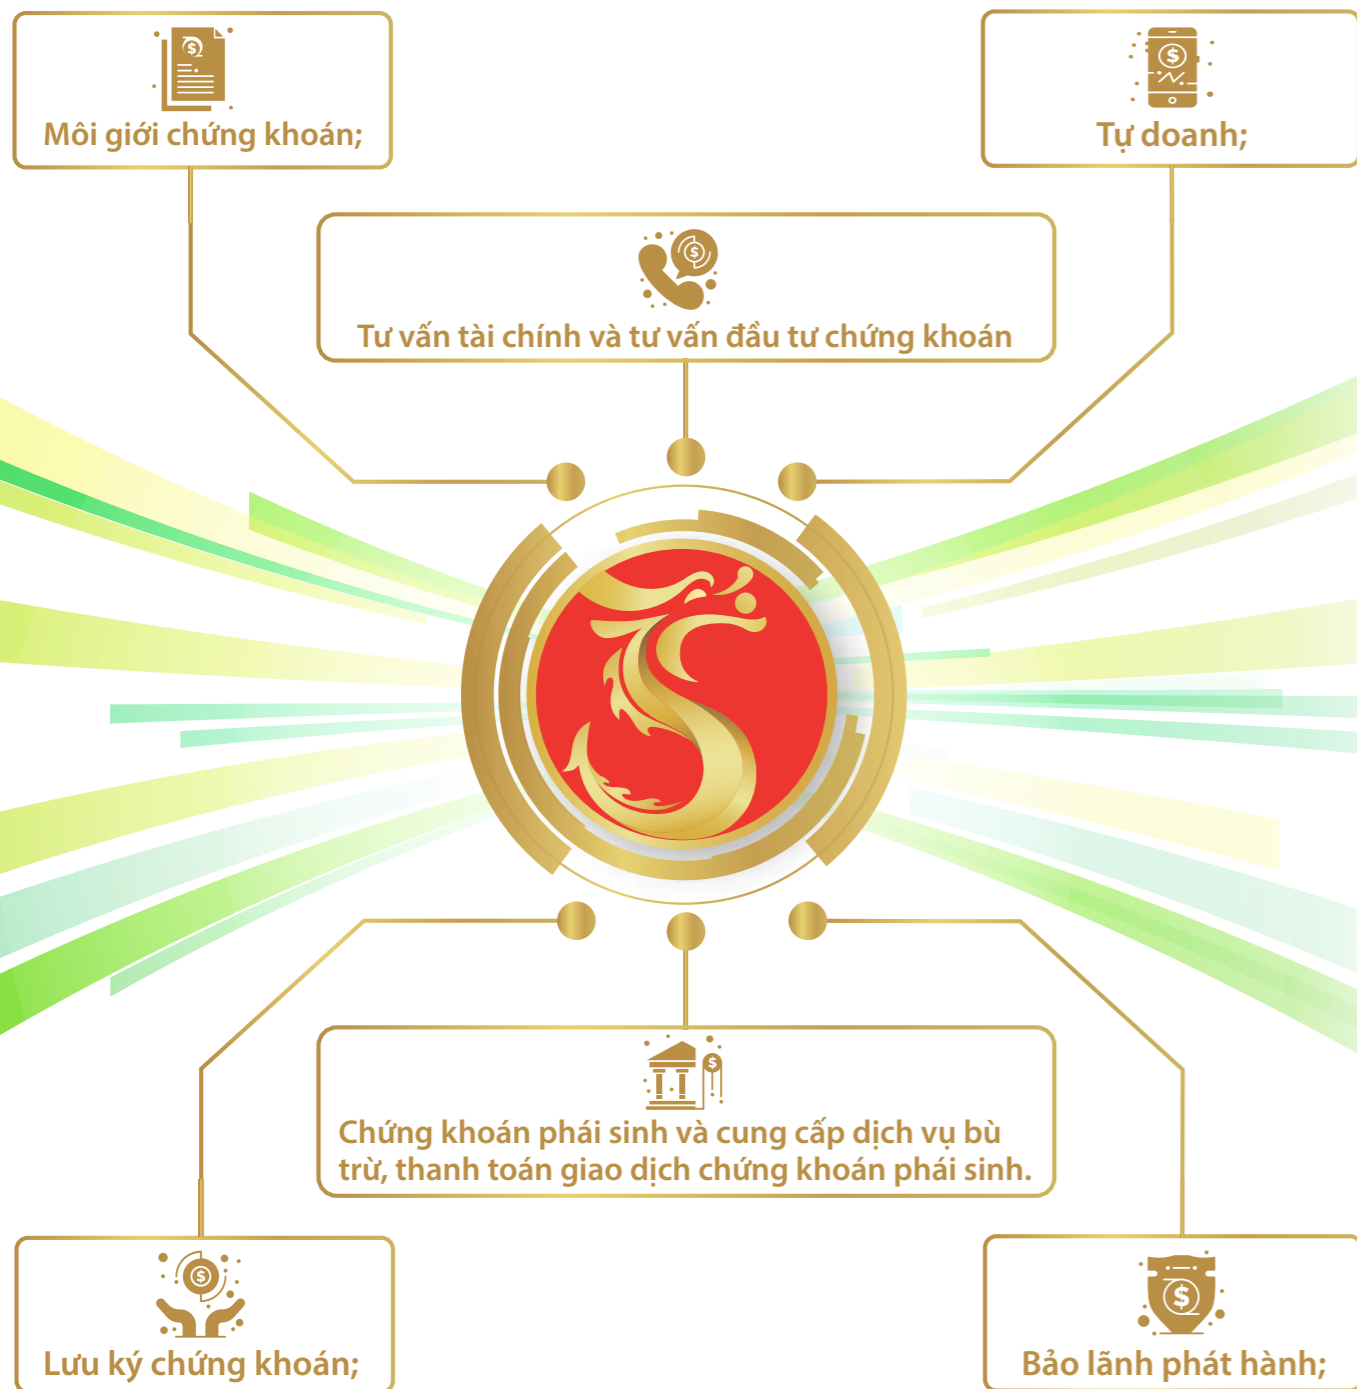 Môi giới chứng khoán;
Tự doanh;
Tư vấn tài chính và tư vấn đầu tư chứng khoán
Chứng khoán phái sinh và cung cấp dịch vụ bù
trừ, thanh toán giao dịch chứng khoán phái sinh.
Lưu ký chứng khoán;
Bảo lãnh phát hành;